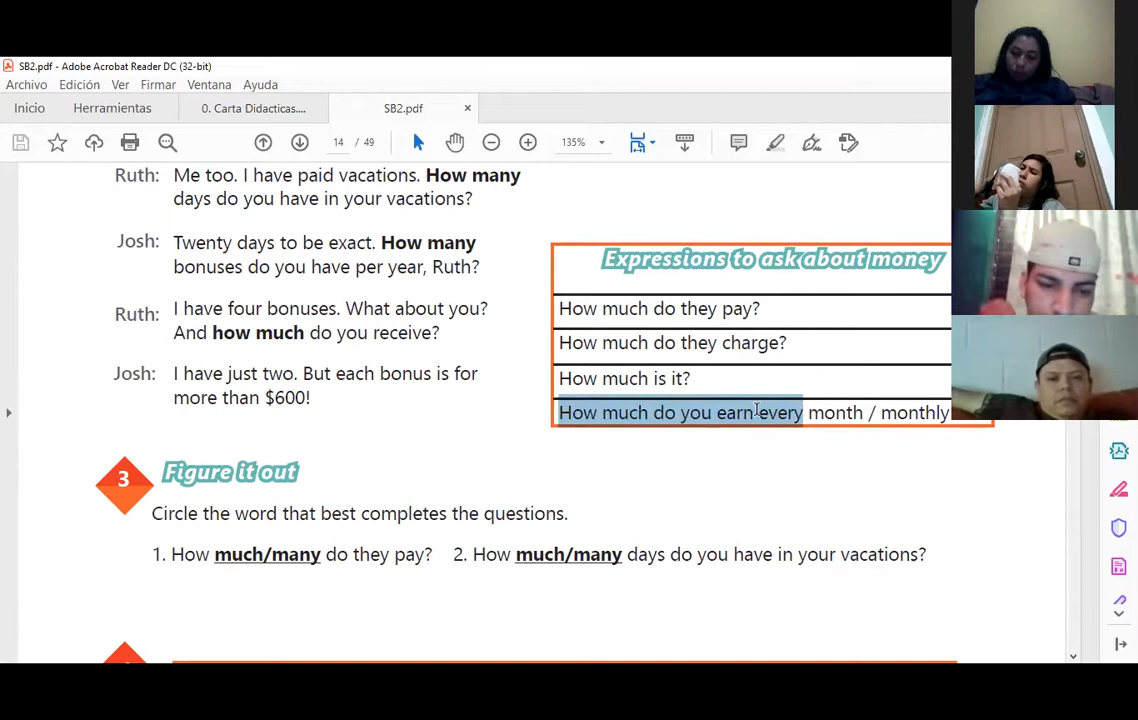 SB2.pdf - Adobe Acrobat Reader DC (32-bit)
Archivo Edición Ver Firmar Ventana Ayuda
Inicio Herramientas 0. Carta Didacticas.... SB2.pdf ×
14 / 49 135%
Ruth: Me too. I have paid vacations. How many
days do you have in your vacations?
Josh: Twenty days to be exact. How many
bonuses do you have per year, Ruth?
Ruth: I have four bonuses. What about you?
And how much do you receive?
Josh: I have just two. But each bonus is for
more than $600!
Expressions to ask about money
How much do they pay?
How much do they charge?
How much is it?
How much do you earn every month / monthly
3 Figure it out
Circle the word that best completes the questions.
1. How much/many do they pay? 2. How much/many days do you have in your vacations?